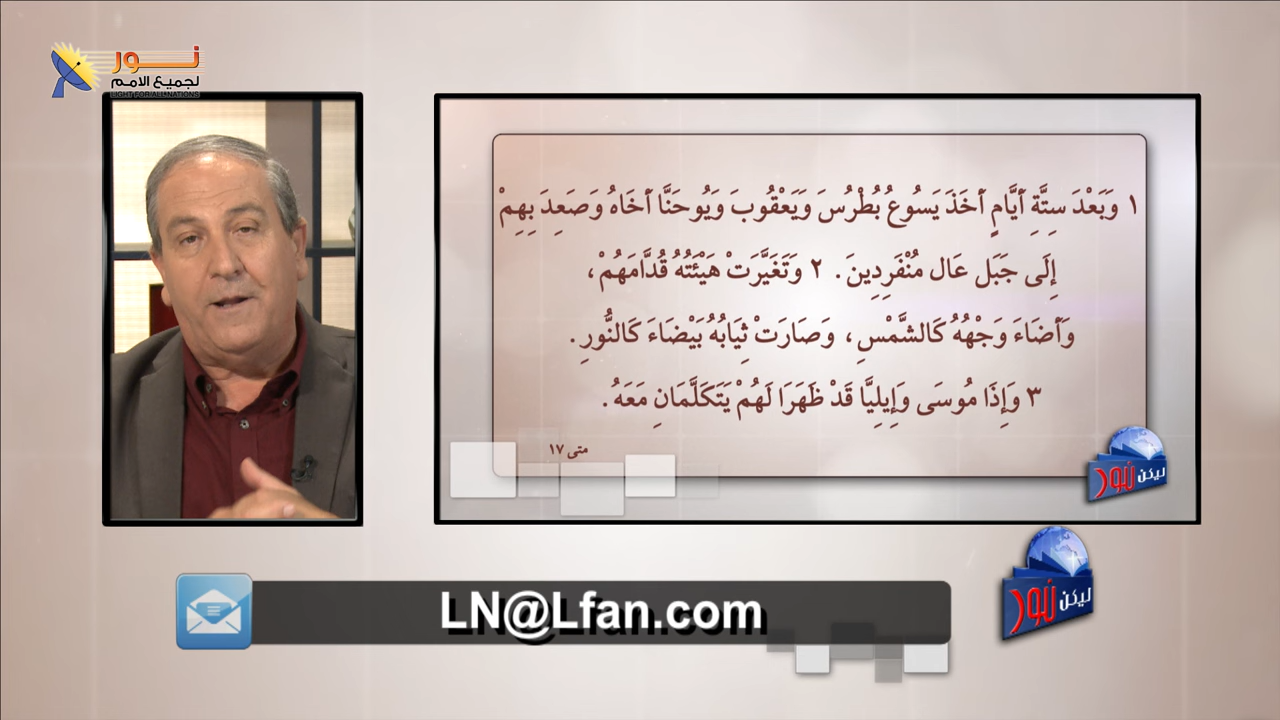 نور
لجميع الامم
LIGHT FOR ALL NATIONS
١ وَبَعْدَ سِتَّةِ أَيَّامٍ أَخَذَ يَسُوعُ بُطْرُسَ وَيَعْقُوبَ وَيُوحَنَّا أَخَاهُ وَصَعِدَ بِهِمْ
إِلَى جَبَل عَال مُنْفَرِدِينَ. ٢ وَتَغَيَّرَتْ هَيْئَتُهُ قُدَّامَهُمْ،
وَأَضَاءَ وَجْهُهُ كَالشَّمْسِ، وَصَارَتْ ثِيَابُهُ بَيْضَاءَ كَالنُّورِ.
٣ وَإِذَا مُوسَى وَإِيلِيَّا قَدْ ظَهَرَا لَهُمْ يَتَكَلَّمَانِ مَعَهُ.
متى ١٧
ليكن نور
ليكن نور
LN@Lfan.com